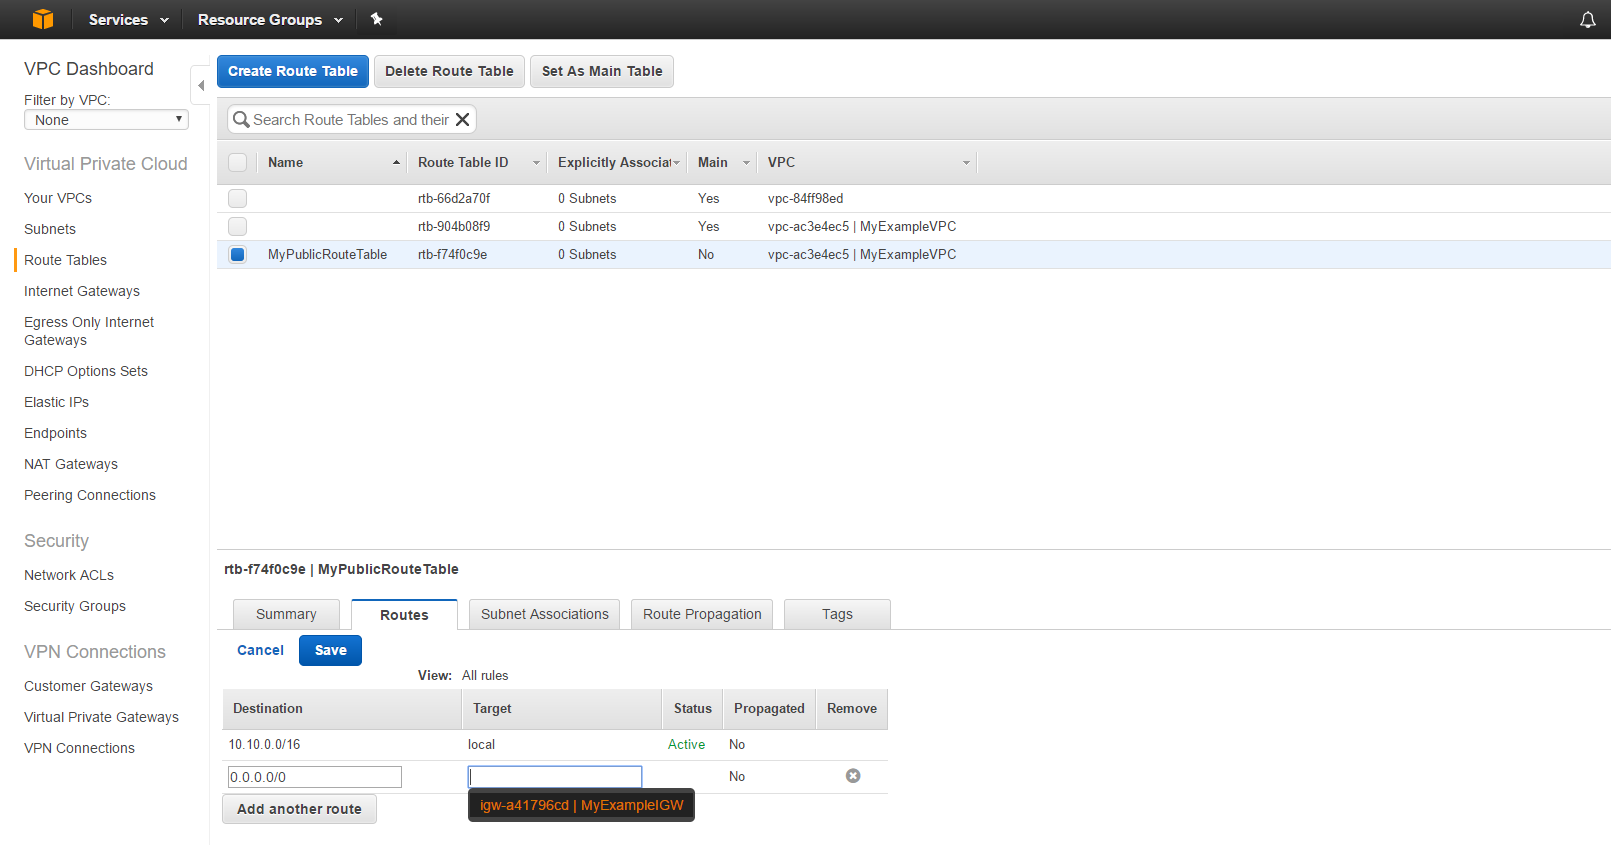 Services Resource Groups
VPC Dashboard
Filter by VPC:
None
Virtual Private Cloud
Your VPCs
Subnets
Route Tables
Internet Gateways
Egress Only Internet
Gateways
DHCP Options Sets
Elastic IPs
Endpoints
NAT Gateways
Peering Connections
Security
Network ACLs
Security Groups
VPN Connections
Customer Gateways
Virtual Private Gateways
VPN Connections
Create Route Table Delete Route Table Set As Main Table
Search Route Tables and their
Name Route Table ID Explicitly Associat Main VPC
rtb-66d2a70f 0 Subnets Yes vpc-84ff98ed
rtb-904b08f9 0 Subnets Yes vpc-ac3e4ec5 | MyExampleVPC
MyPublicRouteTable rtb-f74f0c9e 0 Subnets No vpc-ac3e4ec5 | MyExampleVPC
rtb-f74f0c9e | MyPublicRouteTable
Summary Routes Subnet Associations Route Propagation Tags
Cancel Save
View: All rules
Destination Target Status Propagated Remove
10.10.0.0/16 local Active No
0.0.0.0/0 No
igw-a41796cd | MyExampleIGW
Add another route